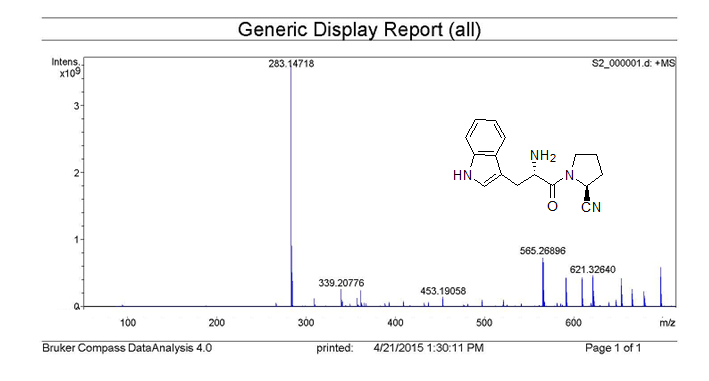 Generic Display Report (all)
Intens.
x10⁹
283.14718
S2_000001.d: +MS
3
NH2
HN
N
2
O
CN
1
565.26896
621.32640
339.20776
453.19058
0
100 200 300 400 500 600 m/z
Bruker Compass DataAnalysis 4.0 printed: 4/21/2015 1:30:11 PM Page 1 of 1